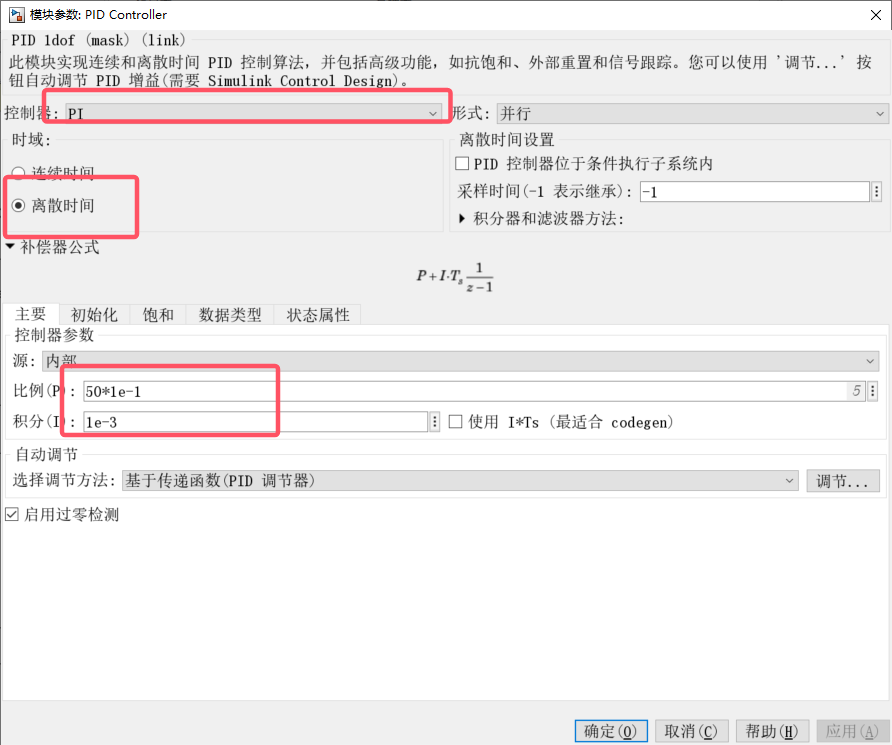 模块参数: PID Controller
PID 1dof (mask) (link)
此模块实现连续和离散时间 PID 控制算法，并包括高级功能，如抗饱和、外部重置和信号跟踪。您可以使用 '调节...' 按
钮自动调节 PID 增益(需要 Simulink Control Design)。
控制器: PI 形式: 并行
时域: 离散时间设置
连续时间 PID 控制器位于条件执行子系统内
离散时间 采样时间(-1 表示继承): -1
积分器和滤波器方法:
补偿器公式
P+I·Ts 1/(z−1)
主要 初始化 饱和 数据类型 状态属性
控制器参数
源: 内部
比例(P): 50*1e-1 5
积分(I): 1e-3 使用 I*Ts (最适合 codegen)
自动调节
选择调节方法: 基于传递函数(PID 调节器) 调节...
启用过零检测
确定(O) 取消(C) 帮助(H) 应用(A)